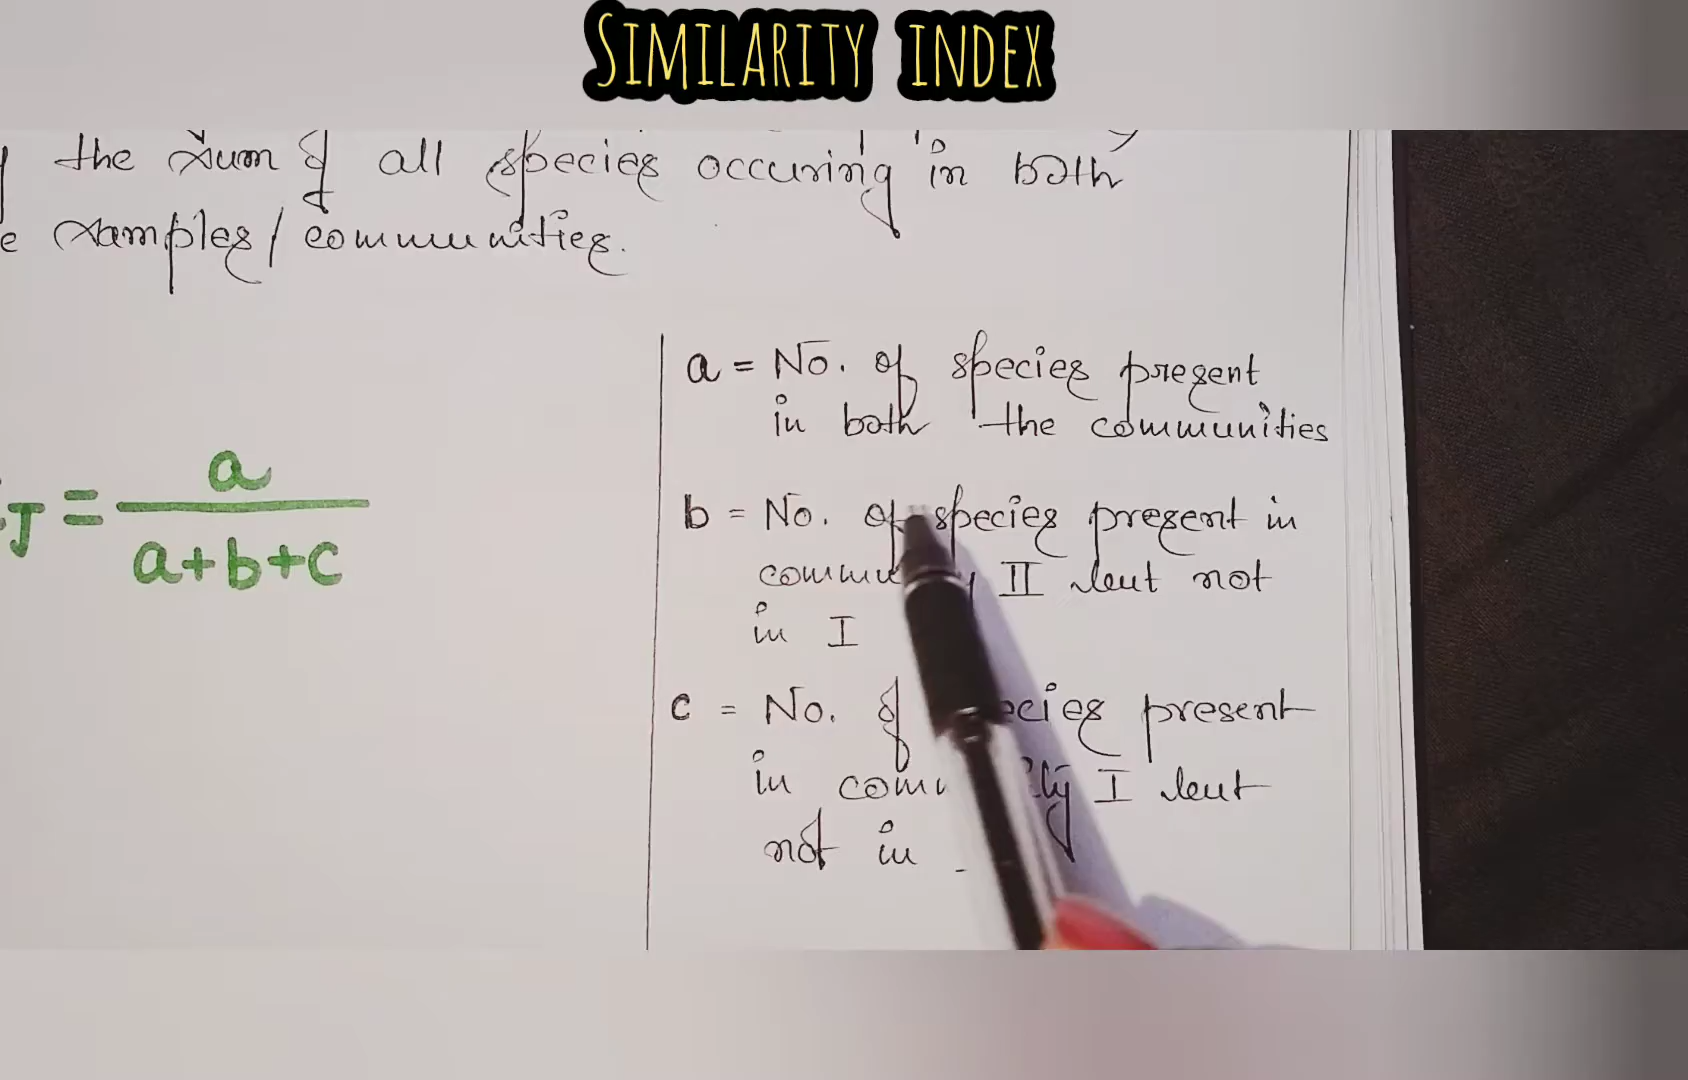 SIMILARITY INDEX
the sum of all species occuring in both
samples/communities.
a = No. of species present
in both the communities
J = a
a+b+c
b = No. of species present in
II but not
in I
c = No. of present
in I but
not in